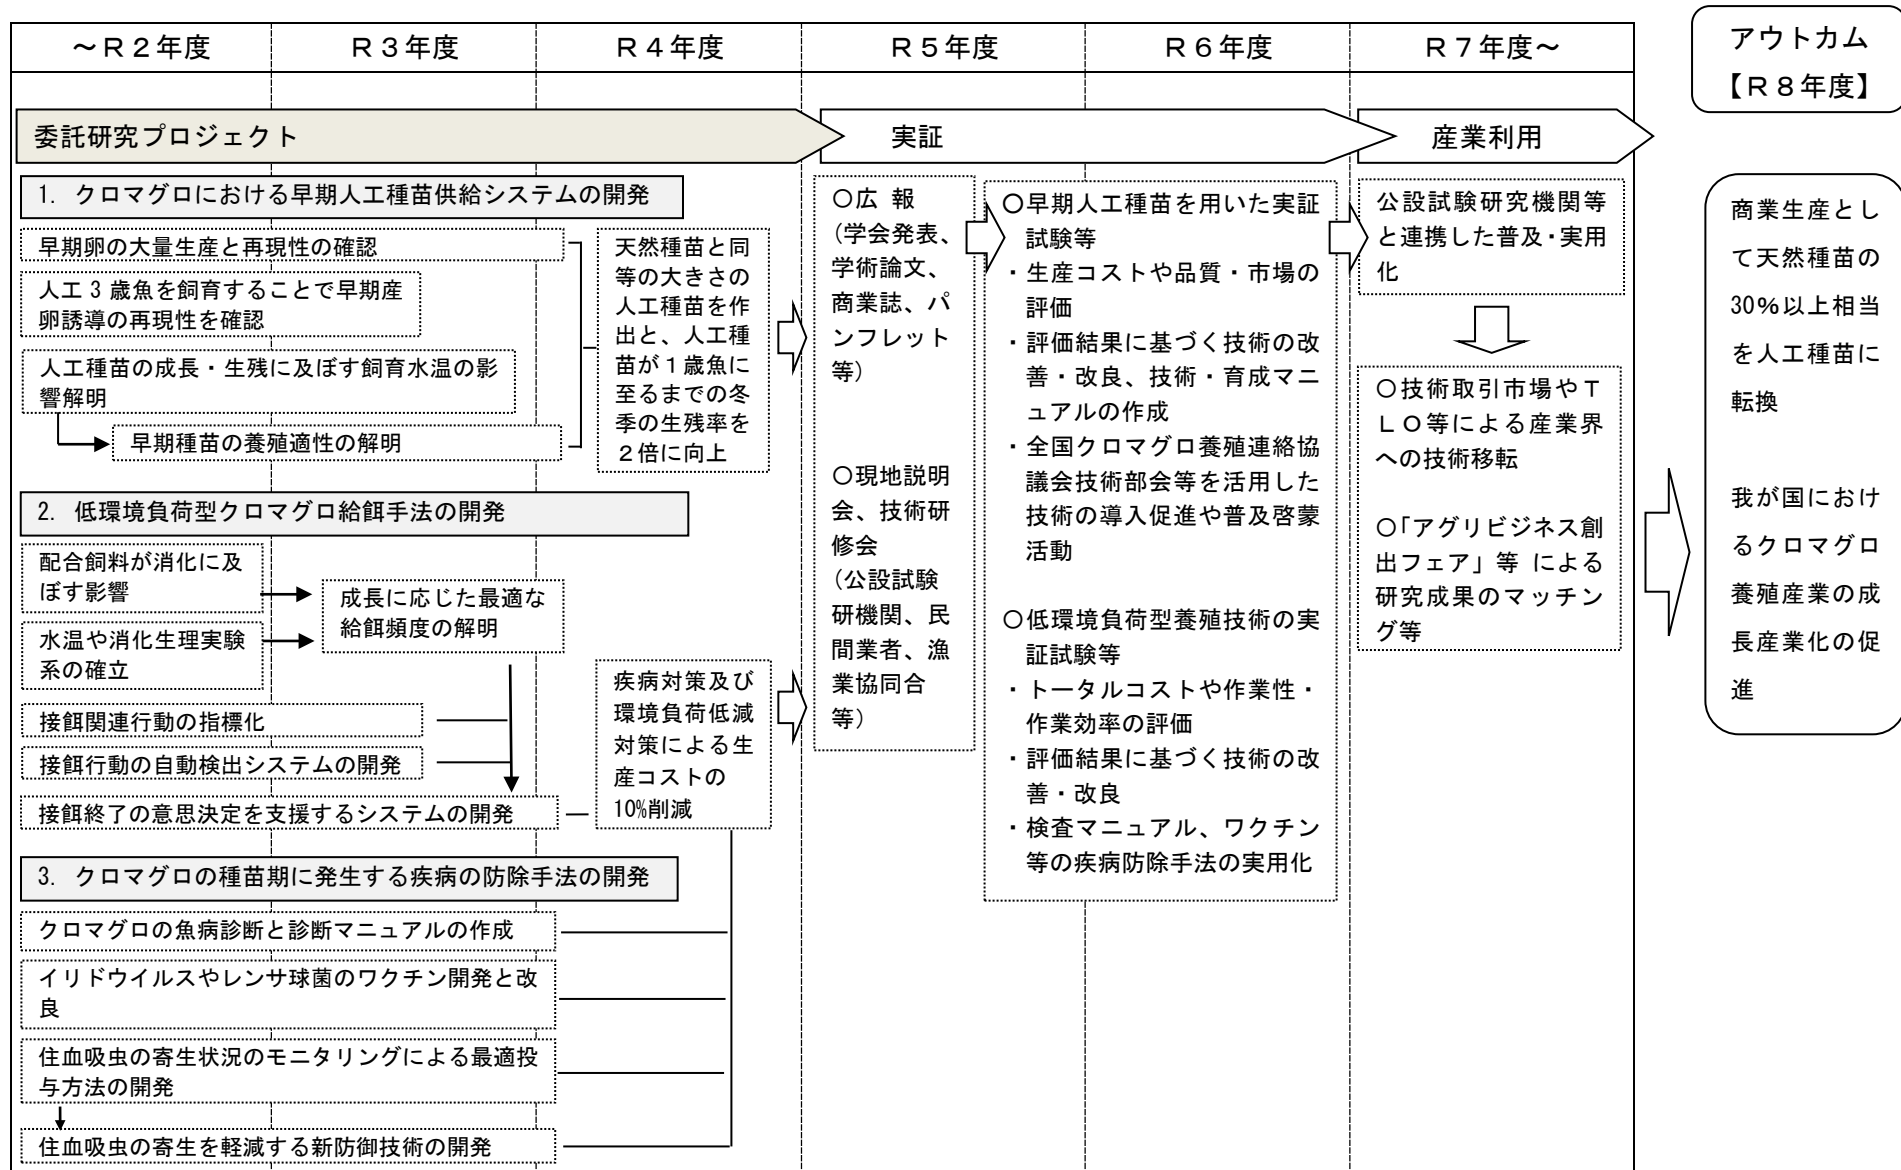 ～Ｒ２年度
Ｒ３年度
Ｒ４年度
Ｒ５年度
Ｒ６年度
Ｒ７年度～
アウトカム
【Ｒ８年度】
委託研究プロジェクト
実証
産業利用
1. クロマグロにおける早期人工種苗供給システムの開発
早期卵の大量生産と再現性の確認
人工 3 歳魚を飼育することで早期産
卵誘導の再現性を確認
人工種苗の成長・生残に及ぼす飼育水温の影
響解明
早期種苗の養殖適性の解明
天然種苗と同
等の大きさの
人工種苗を作
出と、人工種
苗が１歳魚に
至るまでの冬
季の生残率を
２倍に向上
2. 低環境負荷型クロマグロ給餌手法の開発
配合飼料が消化に及
ぼす影響
水温や消化生理実験
系の確立
成長に応じた最適な
給餌頻度の解明
接餌関連行動の指標化
接餌行動の自動検出システムの開発
接餌終了の意思決定を支援するシステムの開発
疾病対策及び
環境負荷低減
対策による生
産コストの
10%削減
3. クロマグロの種苗期に発生する疾病の防除手法の開発
クロマグロの魚病診断と診断マニュアルの作成
イリドウイルスやレンサ球菌のワクチン開発と改
良
住血吸虫の寄生状況のモニタリングによる最適投
与方法の開発
住血吸虫の寄生を軽減する新防御技術の開発
○広 報
（学会発表、
学術論文、
商業誌、パ
ンフレット
等）
○現地説明
会、技術研
修会
（公設試験
研機関、民
間業者、漁
業協同合
等）
○早期人工種苗を用いた実証
試験等
・生産コストや品質・市場の
評価
・評価結果に基づく技術の改
善・改良、技術・育成マニ
ュアルの作成
・全国クロマグロ養殖連絡協
議会技術部会等を活用した
技術の導入促進や普及啓蒙
活動
○低環境負荷型養殖技術の実
証試験等
・トータルコストや作業性・
作業効率の評価
・評価結果に基づく技術の改
善・改良
・検査マニュアル、ワクチン
等の疾病防除手法の実用化
公設試験研究機関等
と連携した普及・実用
化
○技術取引市場やＴ
ＬＯ等による産業界
への技術移転
○「アグリビジネス創
出フェア」等 による
研究成果のマッチン
グ等
商業生産とし
て天然種苗の
30%以上相当
を人工種苗に
転換
我が国におけ
るクロマグロ
養殖産業の成
長産業化の促
進